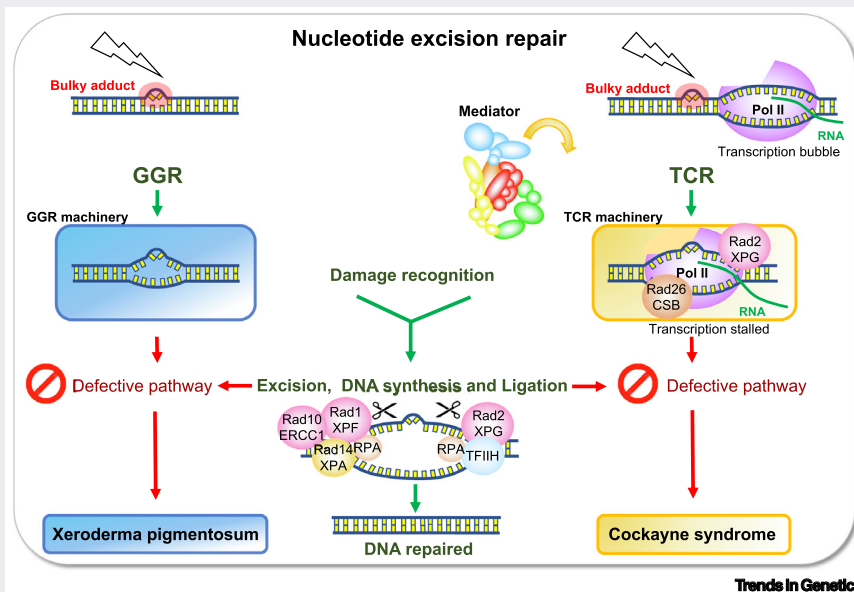 Nucleotide excision repair
Bulky adduct
Bulky adduct
Pol II
RNA
Transcription bubble
Mediator
GGR
TCR
GGR machinery
TCR machinery
Rad2
XPG
Pol II
Rad26
CSB
RNA
Transcription stalled
Damage recognition
Defective pathway
Excision, DNA synthesis and Ligation
Defective pathway
Rad10
ERCC1
Rad1
XPF
Rad14
XPA
RPA
RPA
Rad2
XPG
TFIIH
Xeroderma pigmentosum
DNA repaired
Cockayne syndrome
Trends in Genetic